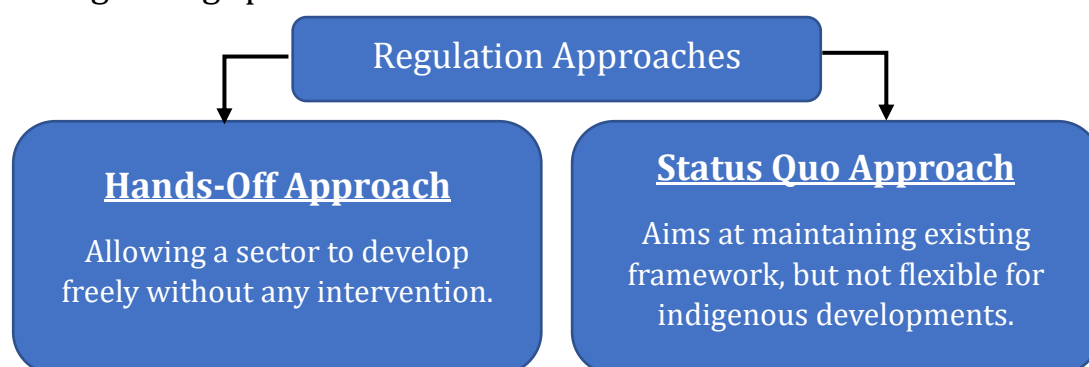 Regulation Approaches
Hands-Off Approach
Allowing a sector to develop
freely without any intervention.
Status Quo Approach
Aims at maintaining existing
framework, but not flexible for
indigenous developments.